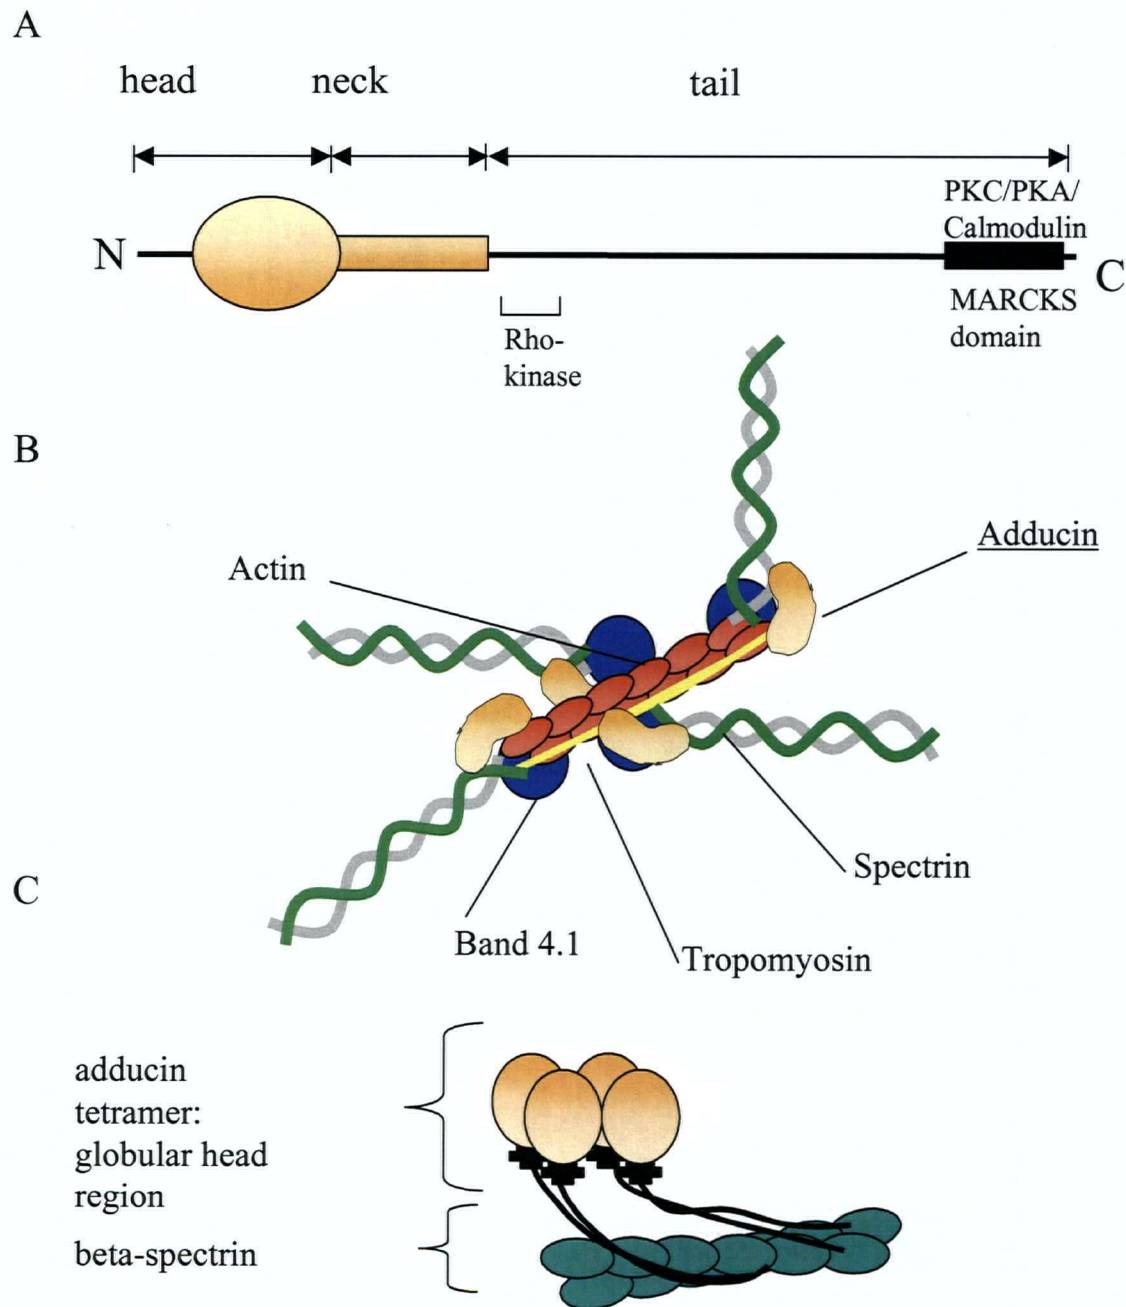 A
head neck tail
PKC/PKA/
Calmodulin
N
C
MARCKS
domain
Rho-
kinase
B
Adducin
Actin
Spectrin
C
Band 4.1
Tropomyosin
adducin
tetramer:
globular head
region
beta-spectrin